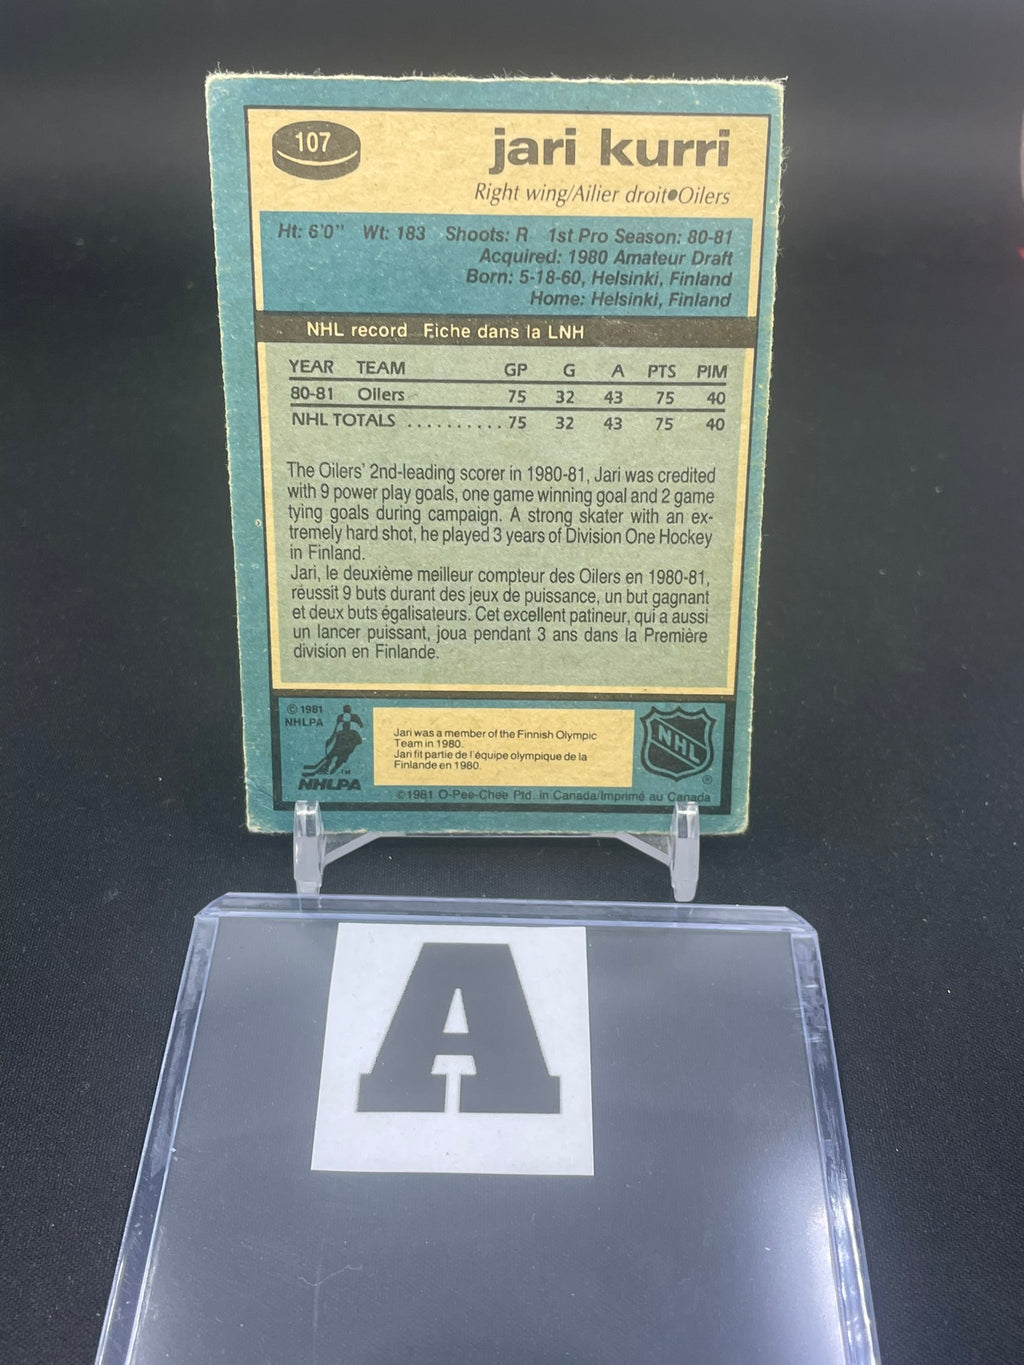 107
jari kurri
Right wing/Ailier droit•Oilers
Ht: 6'0" Wt: 183 Shoots: R 1st Pro Season: 80-81
Acquired: 1980 Amateur Draft
Born: 5-18-60, Helsinki, Finland
Home: Helsinki, Finland
NHL record Fiche dans la LNH
YEAR TEAM GP G A PTS PIM
80-81 Oilers 75 32 43 75 40
NHL TOTALS .......... 75 32 43 75 40
The Oilers' 2nd-leading scorer in 1980-81, Jari was credited
with 9 power play goals, one game winning goal and 2 game
tying goals during campaign. A strong skater with an ex-
tremely hard shot, he played 3 years of Division One Hockey
in Finland.
Jari, le deuxième meilleur compteur des Oilers en 1980-81,
réussit 9 buts durant des jeux de puissance, un but gagnant
et deux buts égalisateurs. Cet excellent patineur, qui a aussi
un lancer puissant, joua pendant 3 ans dans la Première
division en Finlande.
© 1981
NHLPA
TM
NHLPA
Jari was a member of the Finnish Olympic
Team in 1980.
Jari fit partie de l'équipe olympique de la
Finlande en 1980.
NHL
®
©1981 O-Pee-Chee Ptd. in Canada/Imprimé au Canada
A